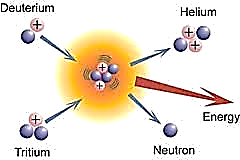 Deuterium
Helium
+
+
+
+
+
+
Energy
Tritium
Neutron